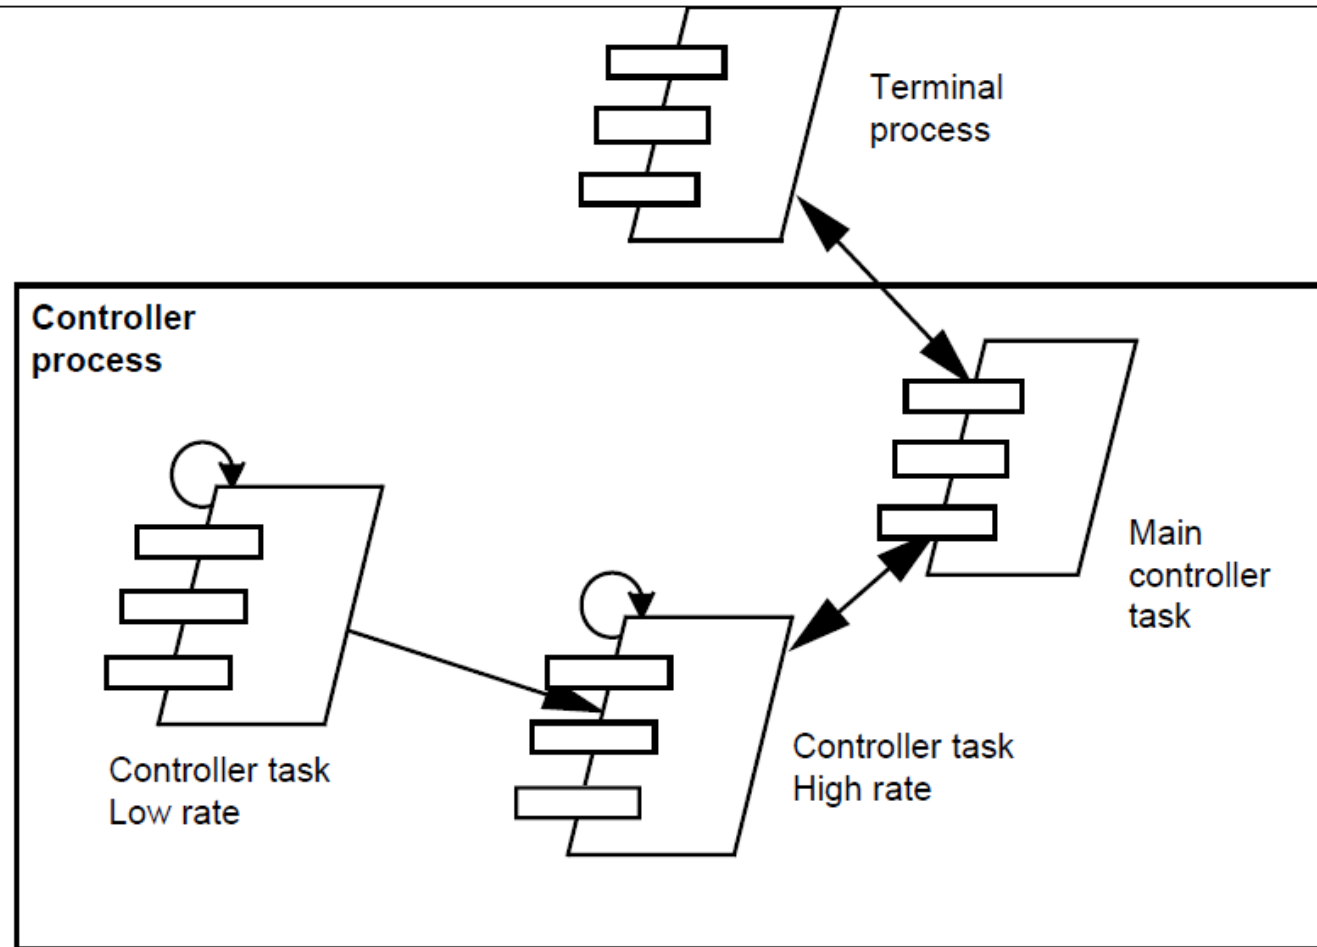 Terminal
process
Controller
process
Main
controller
task
Controller task
Low rate
Controller task
High rate